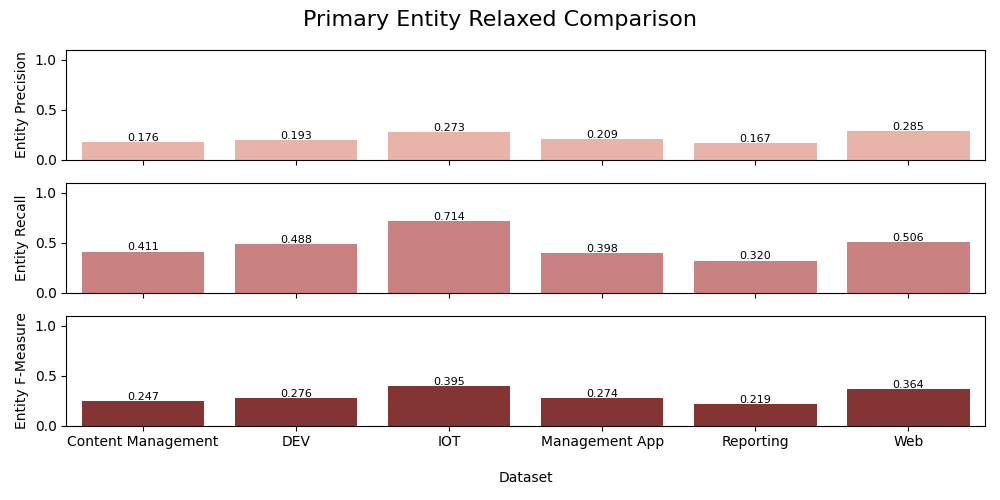 Primary Entity Relaxed Comparison
Entity Precision
1.0
0.5
0.0
0.176 0.193 0.273 0.209 0.167 0.285
Entity Recall
1.0
0.5
0.0
0.411 0.488 0.714 0.398 0.320 0.506
Entity F-Measure
1.0
0.5
0.0
0.247 0.276 0.395 0.274 0.219 0.364
Content Management DEV IOT Management App Reporting Web
Dataset